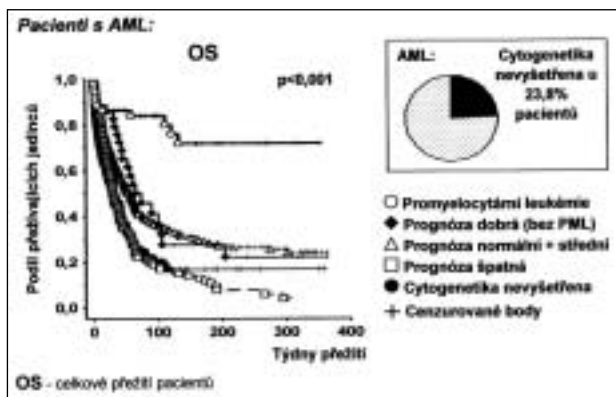 Pacienti s AML:
OS
p<0,001
1,0
0,8
0,6
0,4
0,2
0,0
0
100
200
300
400
Podíl přežívajících jedinců
Týdny přežití
OS - celkové přežití pacientů
AML:
Cytogenetika
nevyšetřena u
23,8%
pacientů
Promyelocytární leukémie
Prognóza dobrá (bez PML)
Prognóza normální + střední
Prognóza špatná
Cytogenetika nevyšetřena
Cenzurované body